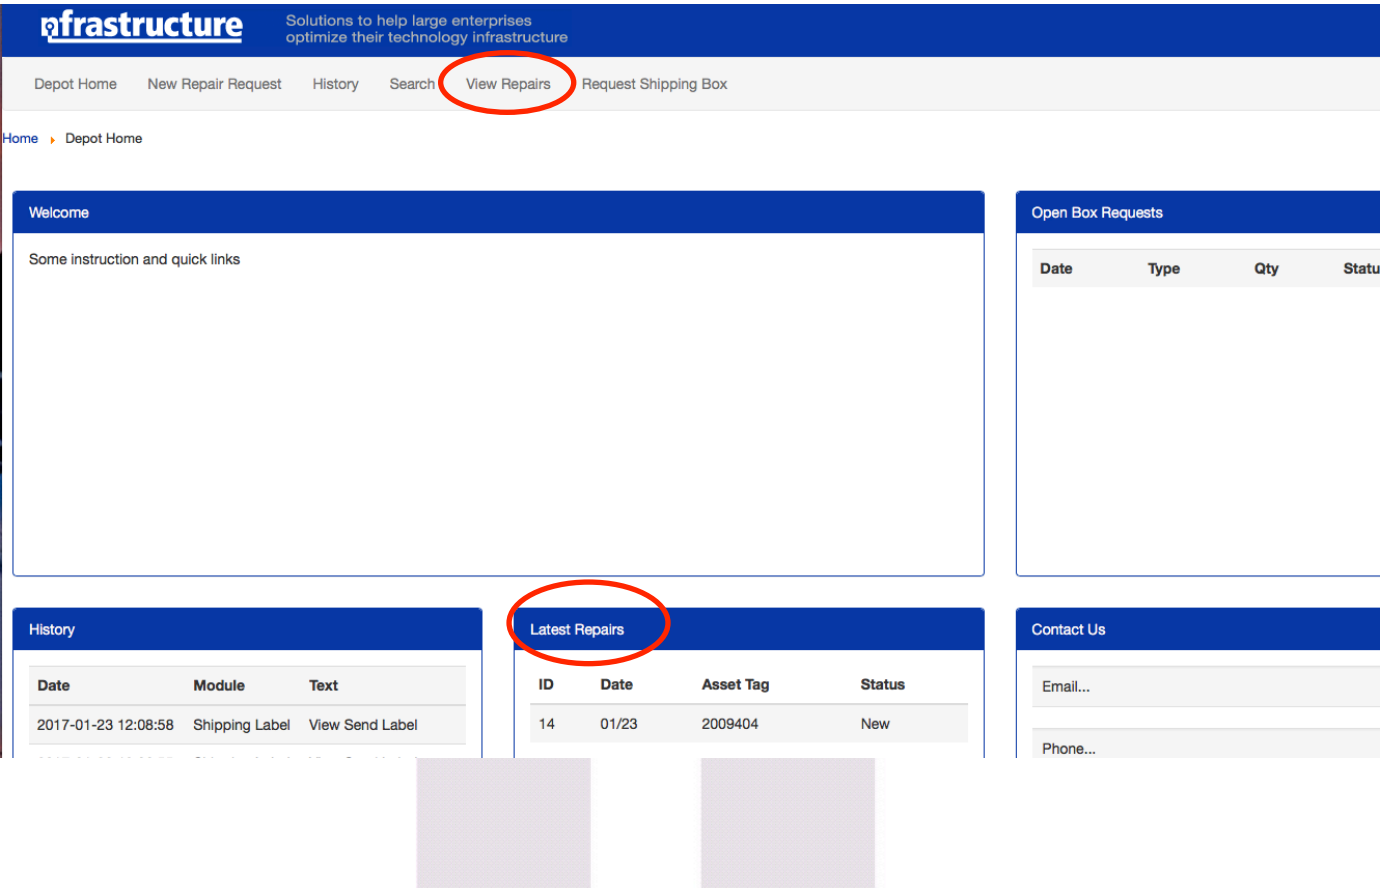 nfrastructure
Solutions to help large enterprises
optimize their technology infrastructure
Depot Home New Repair Request History Search View Repairs Request Shipping Box
Home Depot Home
Welcome
Some instruction and quick links
Open Box Requests
Date Type Qty Statu
History
Date Module Text
2017-01-23 12:08:58 Shipping Label View Send Label
Latest Repairs
ID Date Asset Tag Status
14 01/23 2009404 New
Contact Us
Email...
Phone...